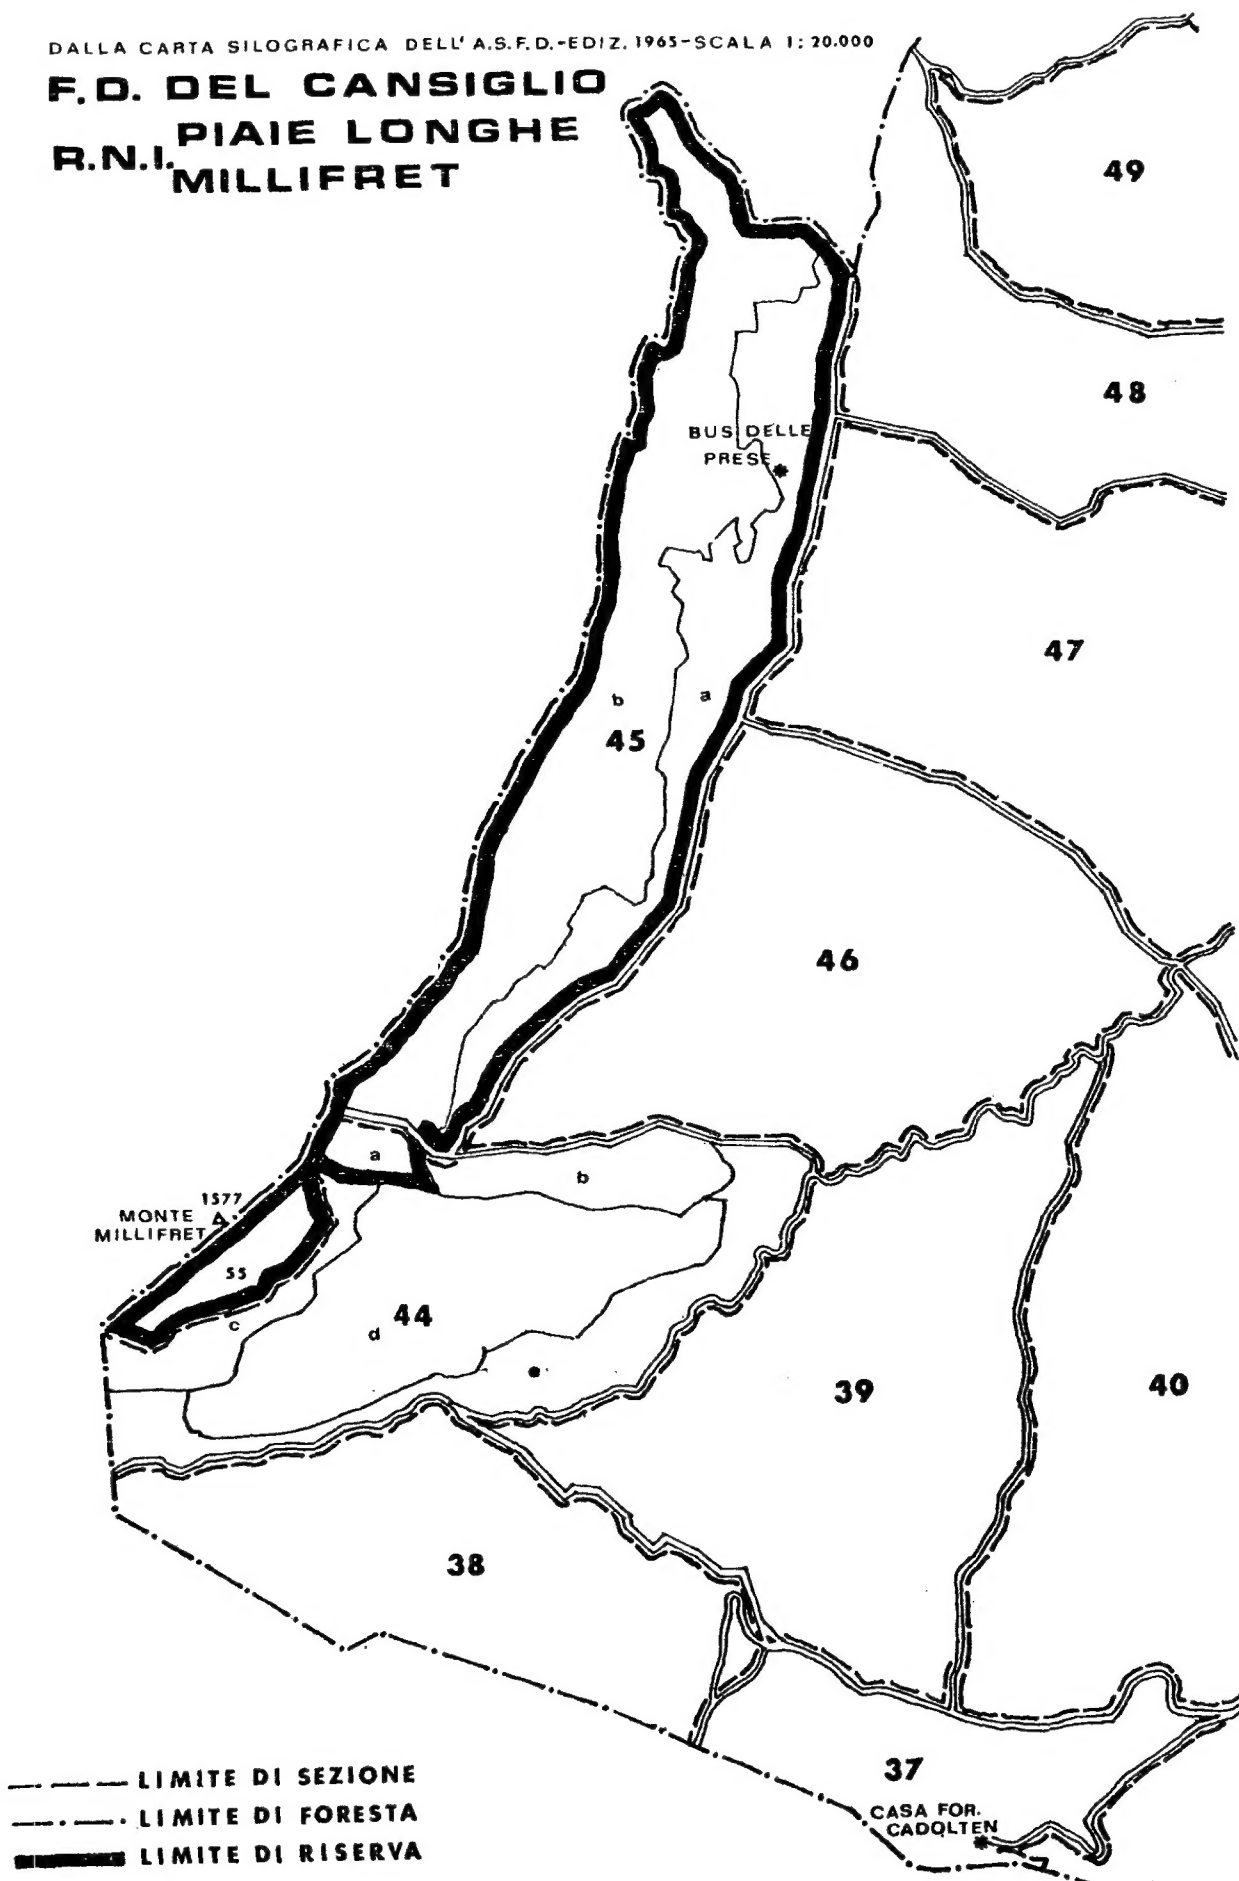 DALLA CARTA SILOGRAFICA DELL' A.S.F.D.-EDIZ. 1965-SCALA 1:20.000
F.D. DEL CANSIGLIO
R.N.I. PIAIE LONGHE
MILLIFRET
49
48
BUS DELLE
PRESE
47
b
a
45
46
a
b
1577
MONTE
MILLIFRET
55
c
44
d
39
40
38
37
CASA FOR.
CADOLTEN
LIMITE DI SEZIONE
LIMITE DI FORESTA
LIMITE DI RISERVA